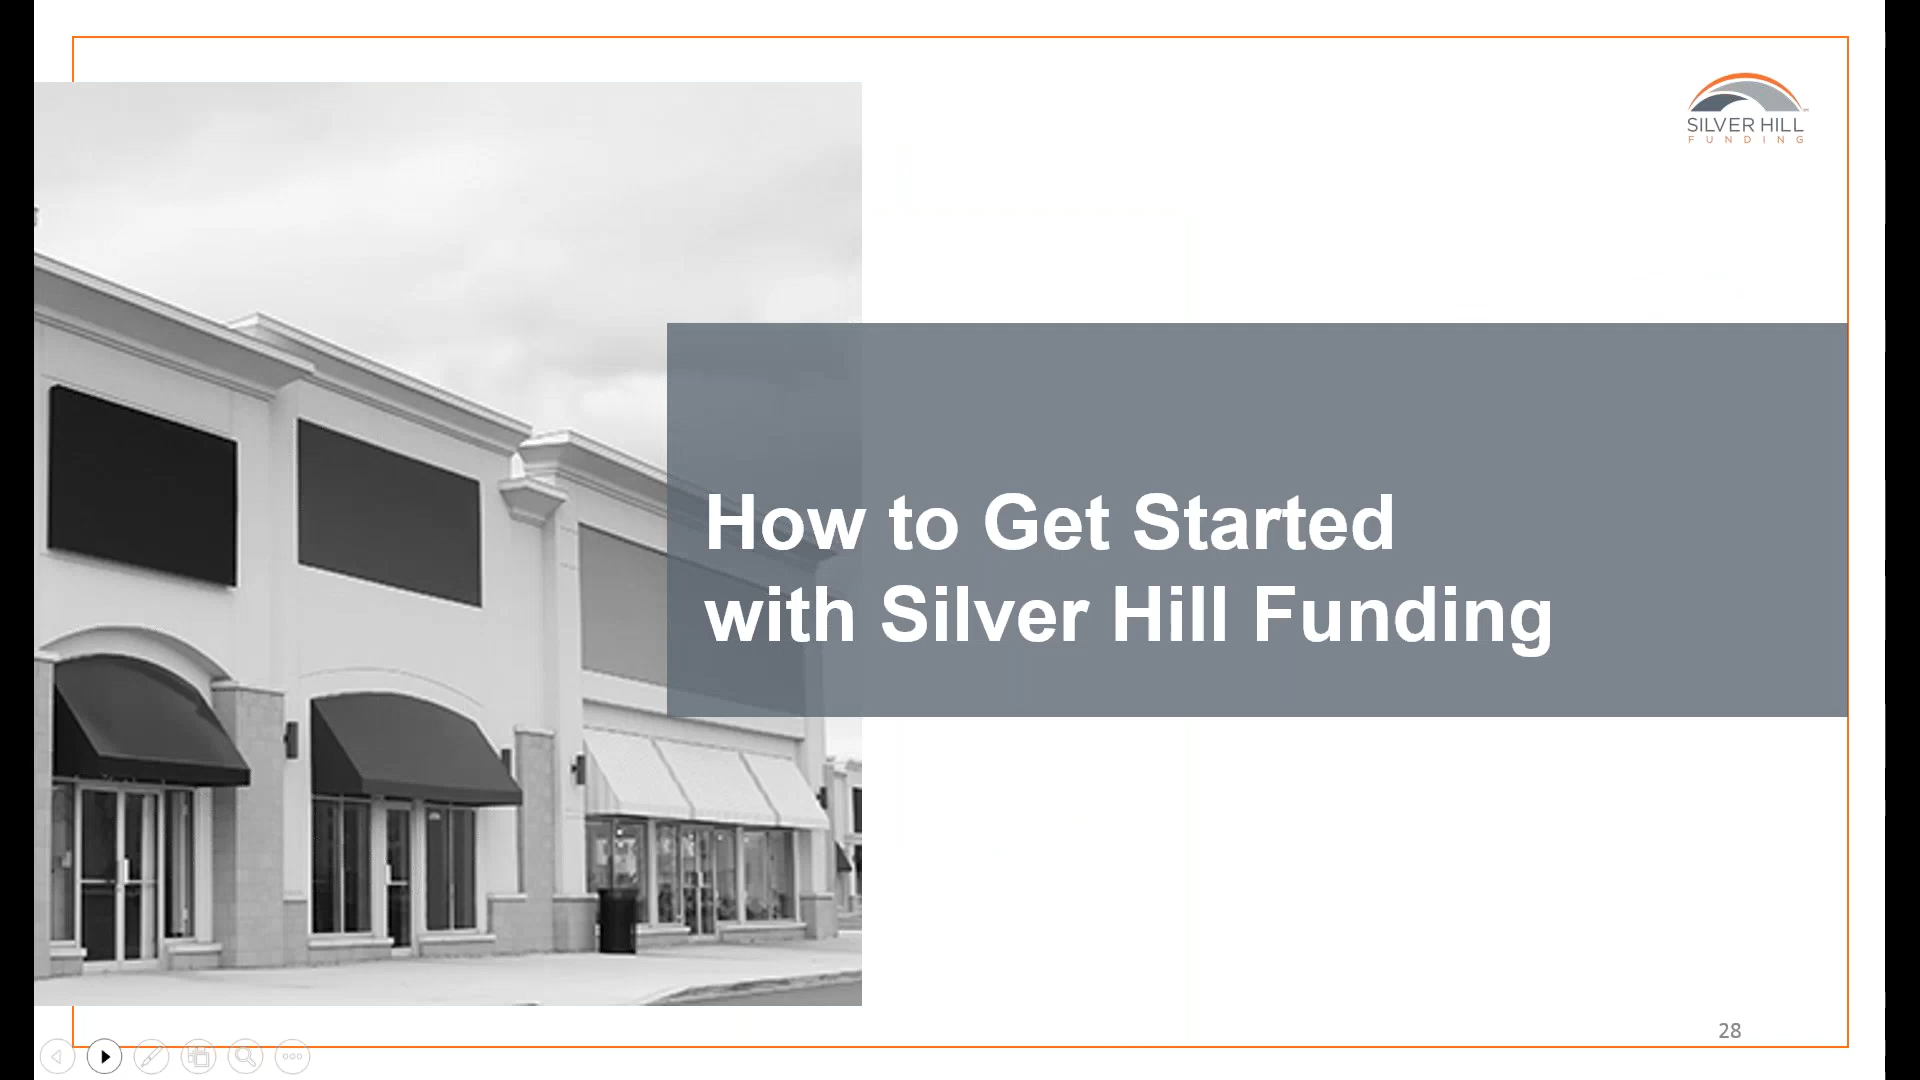 SILVER HILL
FUNDING
How to Get Started
with Silver Hill Funding
28